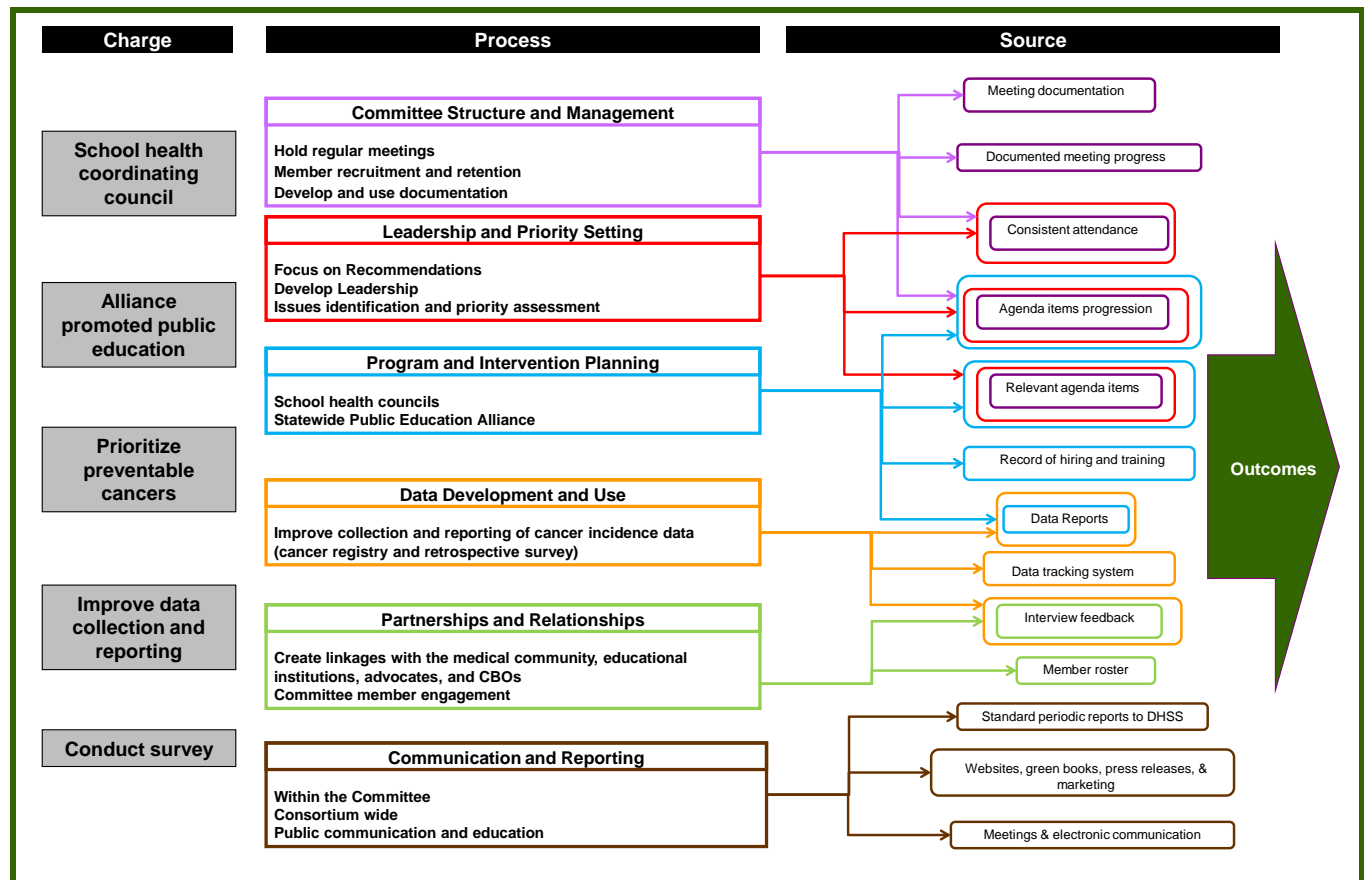 Charge
Process
Source
School health
coordinating
council
Alliance
promoted public
education
Prioritize
preventable
cancers
Improve data
collection and
reporting
Conduct survey
Committee Structure and Management
Hold regular meetings
Member recruitment and retention
Develop and use documentation
Leadership and Priority Setting
Focus on Recommendations
Develop Leadership
Issues identification and priority assessment
Program and Intervention Planning
School health councils
Statewide Public Education Alliance
Data Development and Use
Improve collection and reporting of cancer incidence data
(cancer registry and retrospective survey)
Partnerships and Relationships
Create linkages with the medical community, educational
institutions, advocates, and CBOs
Committee member engagement
Communication and Reporting
Within the Committee
Consortium wide
Public communication and education
Meeting documentation
Documented meeting progress
Consistent attendance
Agenda items progression
Relevant agenda items
Record of hiring and training
Data Reports
Data tracking system
Interview feedback
Member roster
Standard periodic reports to DHSS
Websites, green books, press releases, &
marketing
Meetings & electronic communication
Outcomes